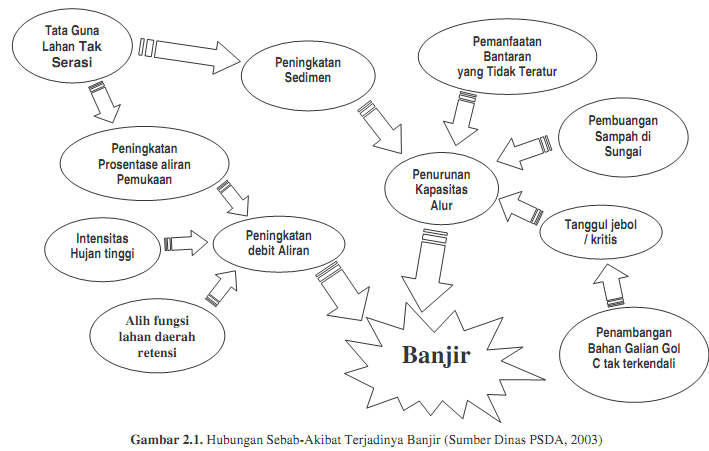 Tata Guna
Lahan Tak
Serasi
Peningkatan
Sedimen
Pemanfaatan
Bantaran
yang Tidak Teratur
Pembuangan
Sampah di
Sungai
Peningkatan
Prosentase aliran
Pemukaan
Penurunan
Kapasitas
Alur
Intensitas
Hujan tinggi
Peningkatan
debit Aliran
Tanggul jebol
/ kritis
Alih fungsi
lahan daerah
retensi
Banjir
Penambangan
Bahan Galian Gol
C tak terkendali
Gambar 2.1. Hubungan Sebab-Akibat Terjadinya Banjir (Sumber Dinas PSDA, 2003)